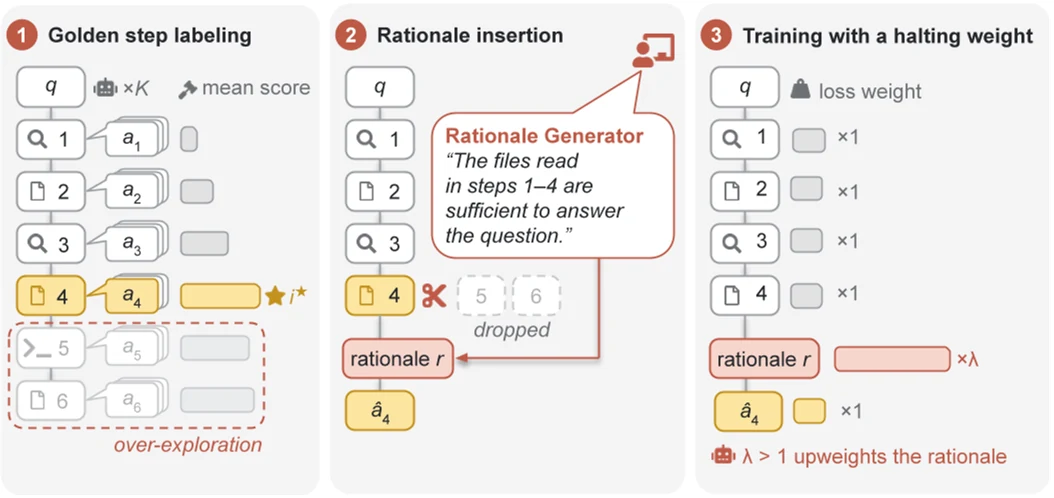 1 Golden step labeling
q ×K mean score
1 a1
2 a2
3 a3
4 a4 i★
5 a5
6 a6
over-exploration
2 Rationale insertion
q
1
2
3
4 5 6
dropped
Rationale Generator
“The files read
in steps 1–4 are
sufficient to answer
the question.”
rationale r
â4
3 Training with a halting weight
q loss weight
1 ×1
2 ×1
3 ×1
4 ×1
rationale r ×λ
â4 ×1
λ > 1 upweights the rationale